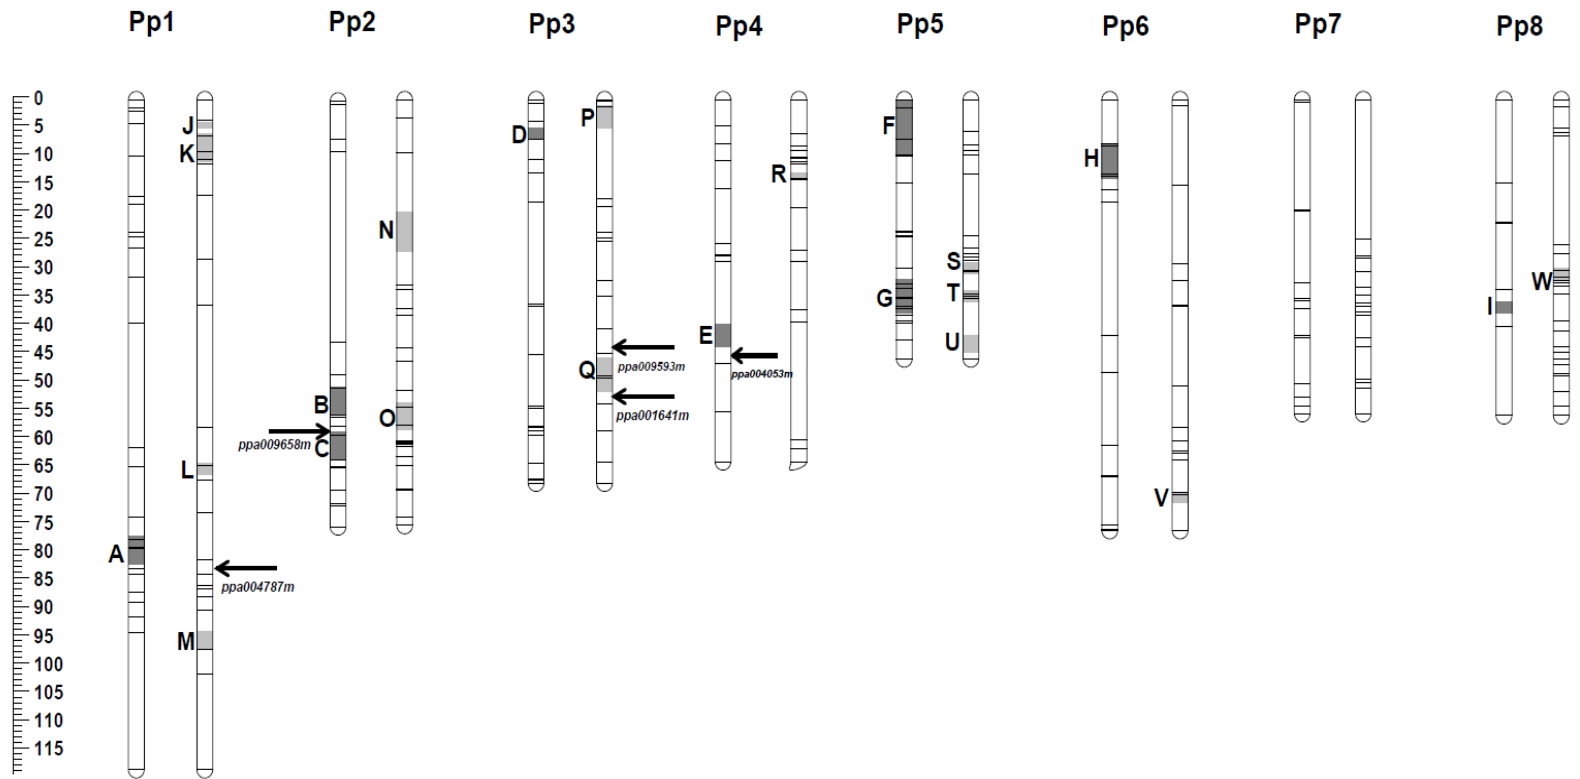 Pp1 Pp2 Pp3 Pp4 Pp5 Pp6 Pp7 Pp8
0
5
10
15
20
25
30
35
40
45
50
55
60
65
70
75
80
85
90
95
100
105
110
115
A
J
K
L
M
ppa004787m
B
C
ppa009658m
N
O
D
P
Q
ppa009593m
ppa001641m
E
ppa004053m
R
F
G
S
T
U
H
V
I
W